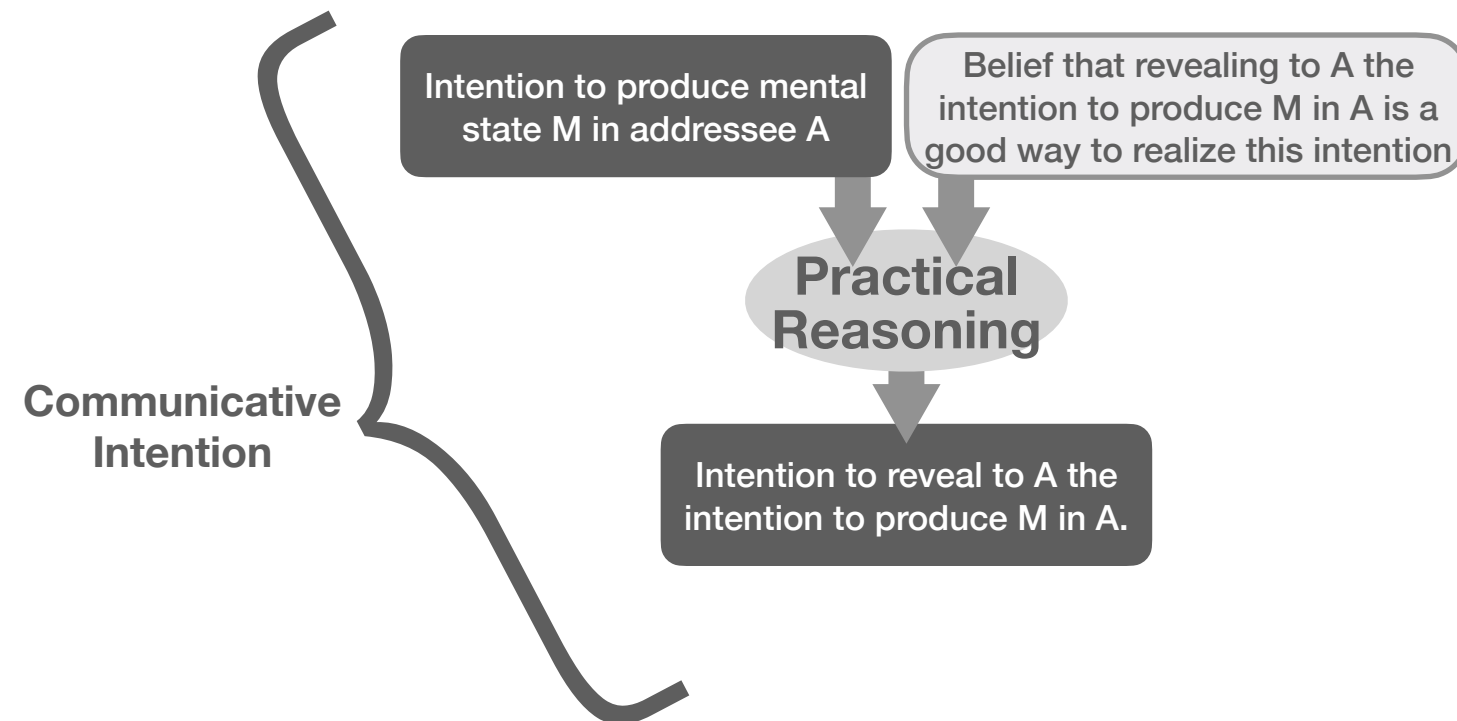 Intention to produce mental
state M in addressee A
Belief that revealing to A the
intention to produce M in A is a
good way to realize this intention
Practical
Reasoning
Communicative
Intention
Intention to reveal to A the
intention to produce M in A.